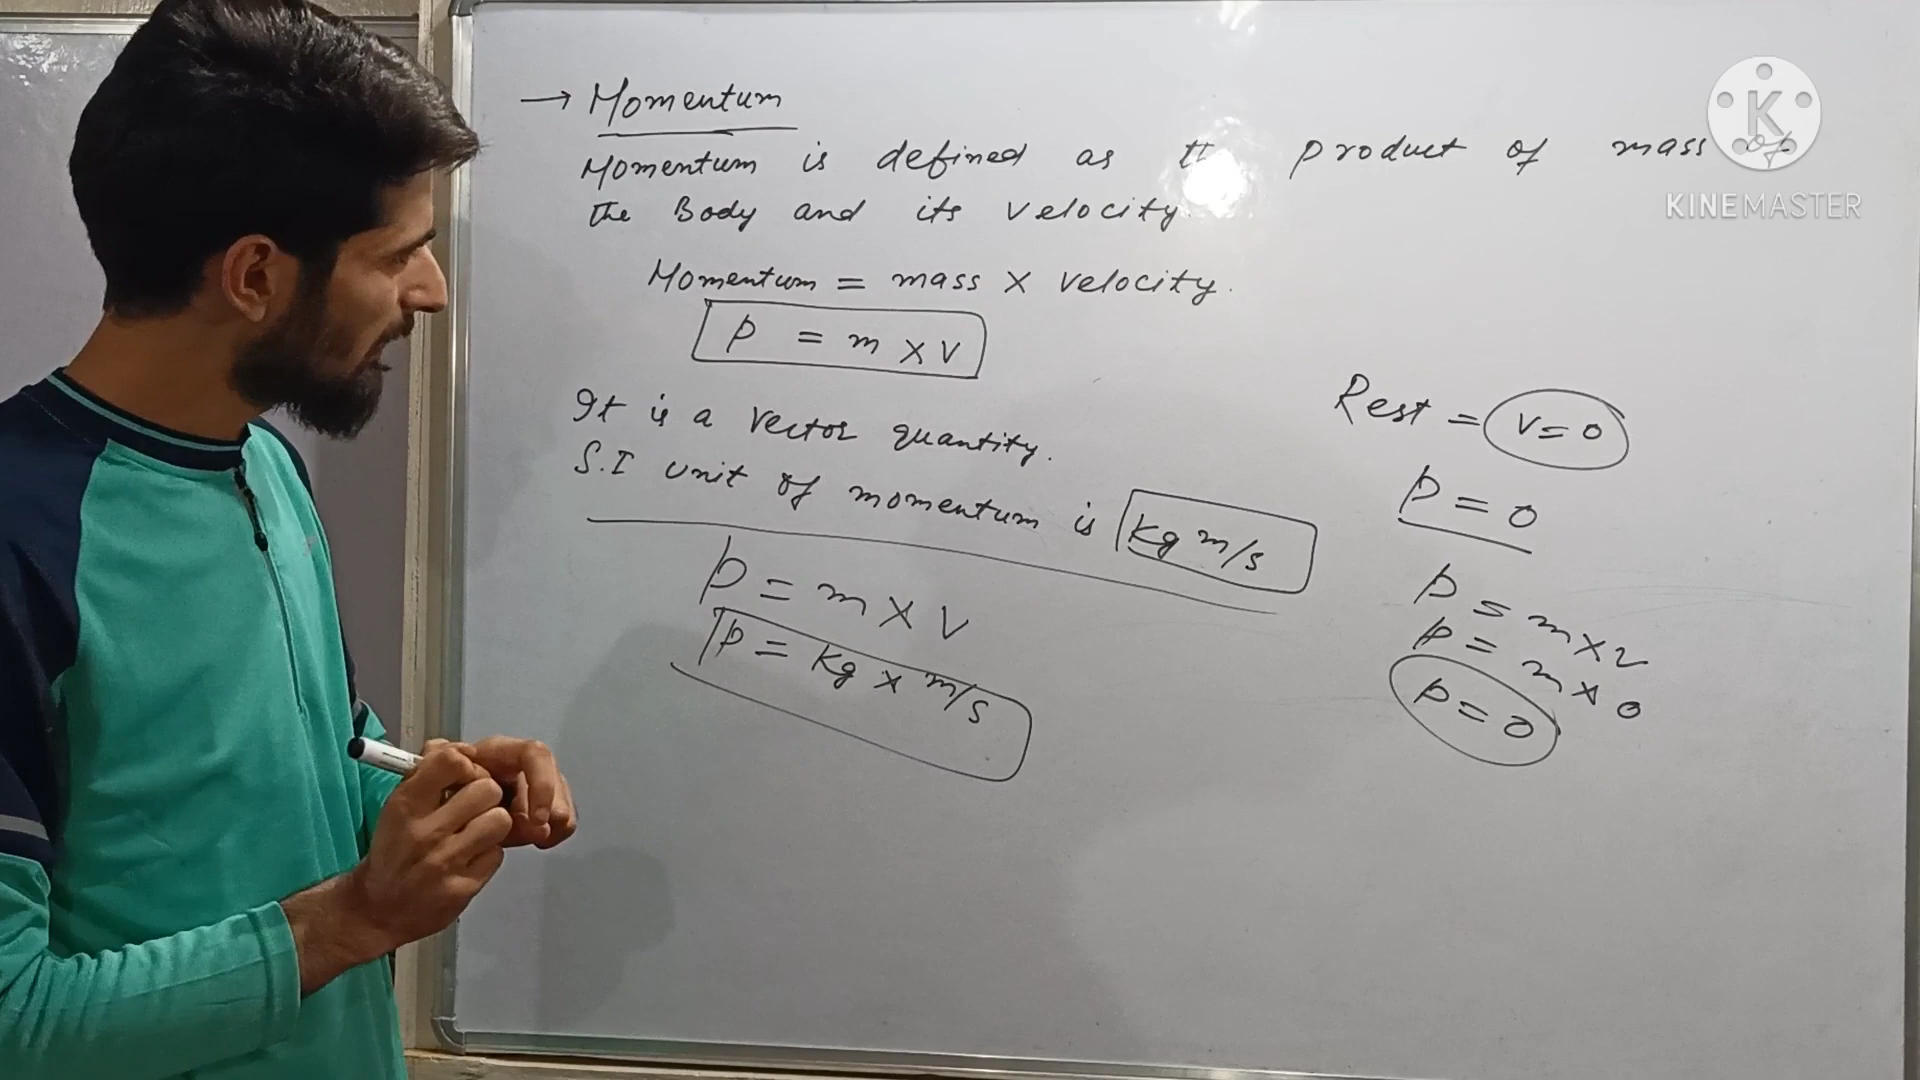 → Momentum
Momentum is defined as the product of mass of
the Body and its velocity.
Momentum = mass × velocity.
p = m × v
It is a vector quantity.
S.I unit of momentum is kg m/s
p = m × v
p = kg × m/s
Rest = v = 0
p = 0
p = m × v
p = m × 0
p = 0
K
KINEMASTER